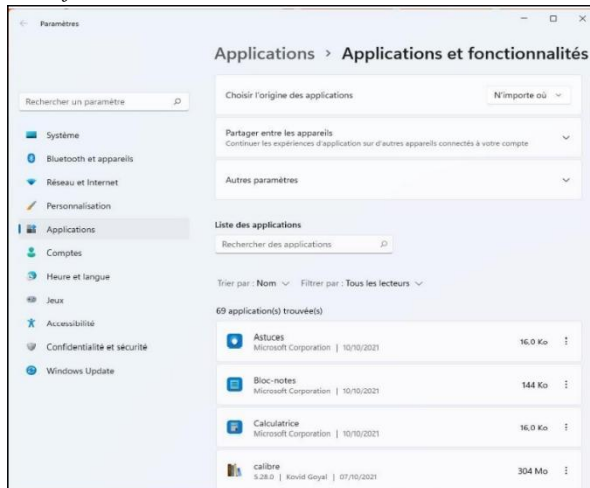 Paramètres
Applications > Applications et fonctionnalités
Rechercher un paramètre
Système
Bluetooth et appareils
Réseau et Internet
Personnalisation
Applications
Comptes
Heure et langue
Jeux
Accessibilité
Confidentialité et sécurité
Windows Update
Choisir l'origine des applications
N'importe où
Partager entre les appareils
Continuer les expériences d'application sur d'autres appareils connectés à votre compte
Autres paramètres
Liste des applications
Rechercher des applications
Trier par : Nom Filtrer par : Tous les lecteurs
69 application(s) trouvée(s)
Astuces
Microsoft Corporation | 10/10/2021
16,0 Ko
Bloc-notes
Microsoft Corporation | 10/10/2021
144 Ko
Calculatrice
Microsoft Corporation | 10/10/2021
16,0 Ko
calibre
5.28.0 | Kovid Goyal | 07/10/2021
304 Mo